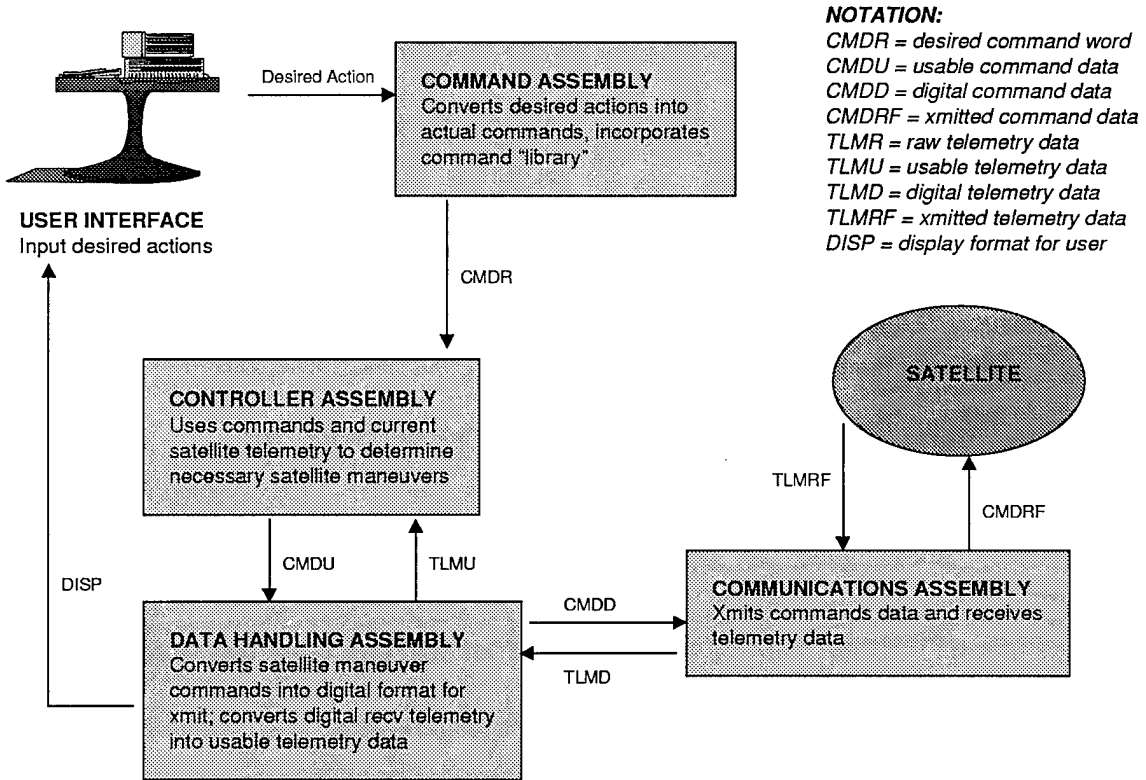 NOTATION:
CMDR = desired command word
CMDU = usable command data
CMDD = digital command data
CMDRF = xmitted command data
TLMR = raw telemetry data
TLMU = usable telemetry data
TLMD = digital telemetry data
TLMRF = xmitted telemetry data
DISP = display format for user
Desired Action
COMMAND ASSEMBLY
Converts desired actions into
actual commands, incorporates
command “library”
USER INTERFACE
Input desired actions
CMDR
CONTROLLER ASSEMBLY
Uses commands and current
satellite telemetry to determine
necessary satellite maneuvers
SATELLITE
TLMRF
CMDRF
CMDU
TLMU
DISP
DATA HANDLING ASSEMBLY
Converts satellite maneuver
commands into digital format for
xmit; converts digital recv telemetry
into usable telemetry data
CMDD
TLMD
COMMUNICATIONS ASSEMBLY
Xmits commands data and receives
telemetry data